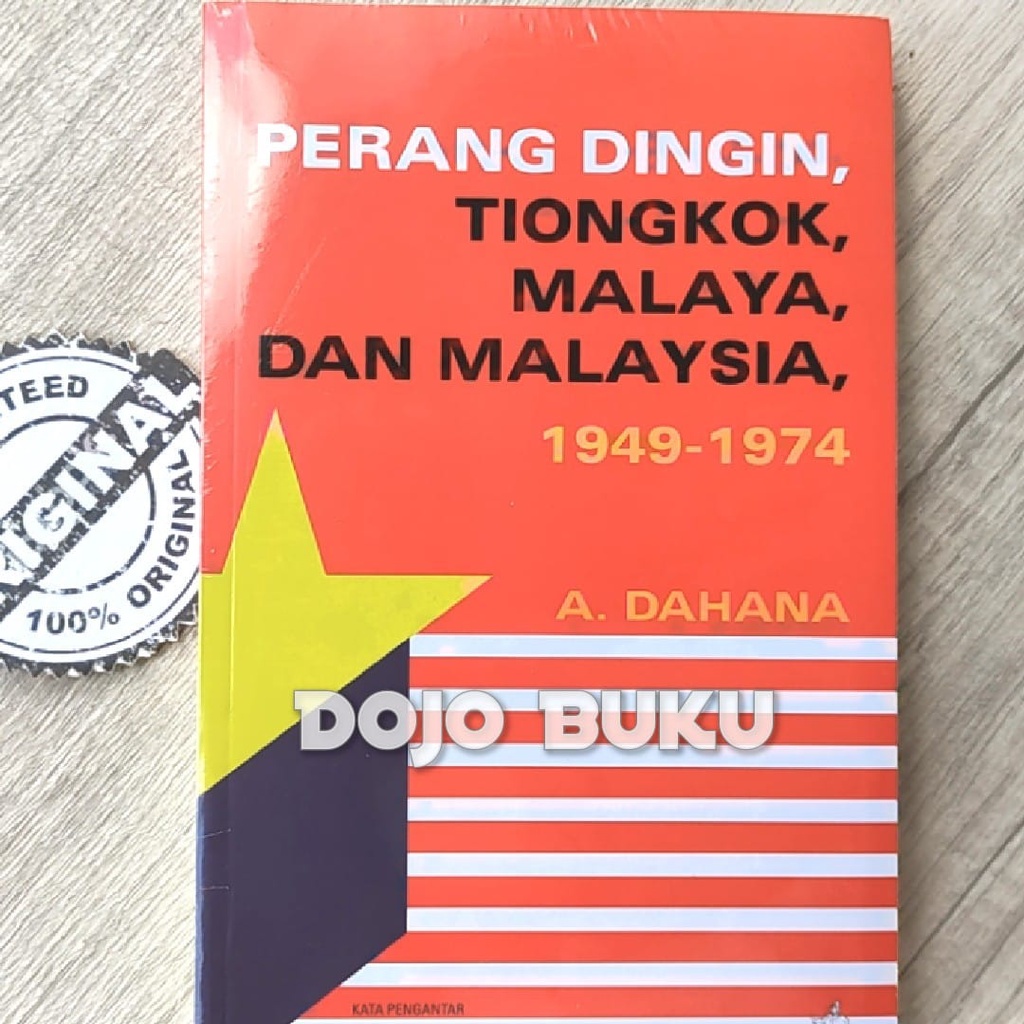 PERANG DINGIN,
TIONGKOK,
MALAYA,
DAN MALAYSIA,
1949-1974
A. DAHANA
DOJO BUKU
KATA PENGANTAR
TEED
ORIGINAL
100% ORIGINAL